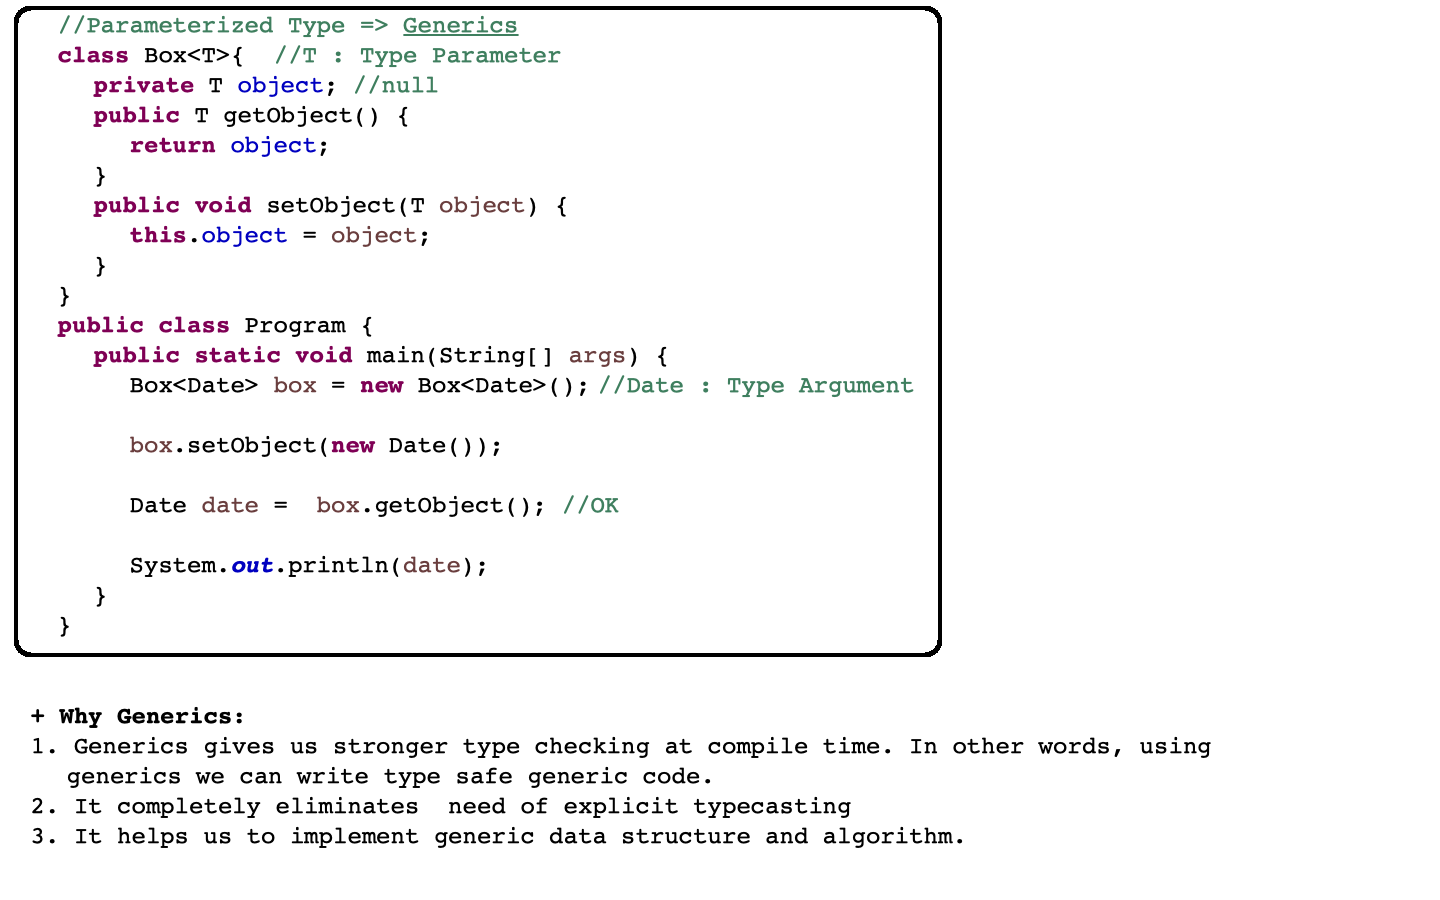 //Parameterized Type => Generics
class Box<T>{  //T : Type Parameter
private T object; //null
public T getObject() {
return object;
}
public void setObject(T object) {
this.object = object;
}
}
public class Program {
public static void main(String[] args) {
Box<Date> box = new Box<Date>(); //Date : Type Argument
box.setObject(new Date());
Date date =  box.getObject(); //OK
System.out.println(date);
}
}
+ Why Generics:
1. Generics gives us stronger type checking at compile time. In other words, using
generics we can write type safe generic code.
2. It completely eliminates  need of explicit typecasting
3. It helps us to implement generic data structure and algorithm.